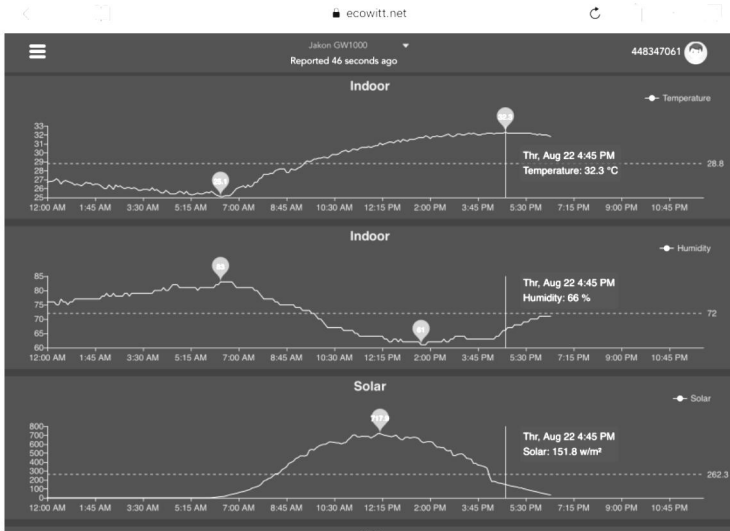 ecowitt.net
Jakon GW1000
Reported 46 seconds ago
448347061
Indoor
Temperature
33
32
31
30
29
28
27
26
25
32.3
25.1
Thr, Aug 22 4:45 PM
Temperature: 32.3 °C
28.8
12:00 AM 1:45 AM 3:30 AM 5:15 AM 7:00 AM 8:45 AM 10:30 AM 12:15 PM 2:00 PM 3:45 PM 5:30 PM 7:15 PM 9:00 PM 10:45 PM
Indoor
Humidity
85
80
75
70
65
60
83
61
Thr, Aug 22 4:45 PM
Humidity: 66 %
72
12:00 AM 1:45 AM 3:30 AM 5:15 AM 7:00 AM 8:45 AM 10:30 AM 12:15 PM 2:00 PM 3:45 PM 5:30 PM 7:15 PM 9:00 PM 10:45 PM
Solar
Solar
800
700
600
500
400
300
200
100
0
Thr, Aug 22 4:45 PM
Solar: 151.8 w/m²
262.3
12:00 AM 1:45 AM 3:30 AM 5:15 AM 7:00 AM 8:45 AM 10:30 AM 12:15 PM 2:00 PM 3:45 PM 5:30 PM 7:15 PM 9:00 PM 10:45 PM